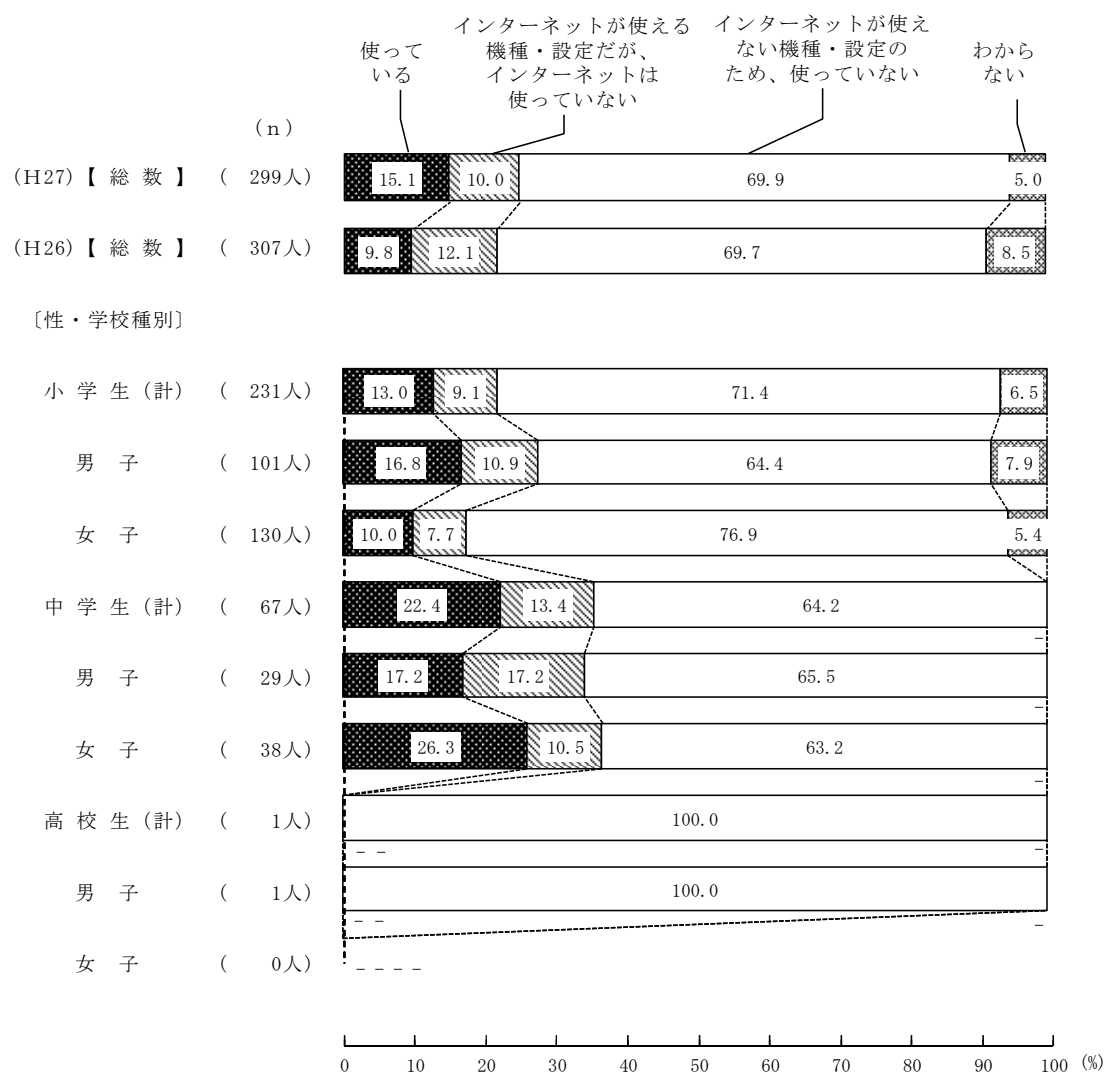 使って
いる
インターネットが使える
機種・設定だが、
インターネットは
使っていない
インターネットが使え
ない機種・設定の
ため、使っていない
わから
ない
(n)
(H27)【 総 数 】 ( 299人) 15.1 10.0 69.9 5.0
(H26)【 総 数 】 ( 307人) 9.8 12.1 69.7 8.5
〔性・学校種別〕
小 学 生 (計) ( 231人) 13.0 9.1 71.4 6.5
男 子 ( 101人) 16.8 10.9 64.4 7.9
女 子 ( 130人) 10.0 7.7 76.9 5.4
中 学 生 (計) ( 67人) 22.4 13.4 64.2 -
男 子 ( 29人) 17.2 17.2 65.5 -
女 子 ( 38人) 26.3 10.5 63.2 -
高 校 生 (計) ( 1人) - - 100.0 -
男 子 ( 1人) - - 100.0 -
女 子 ( 0人) - - - -
0 10 20 30 40 50 60 70 80 90 100 (%)